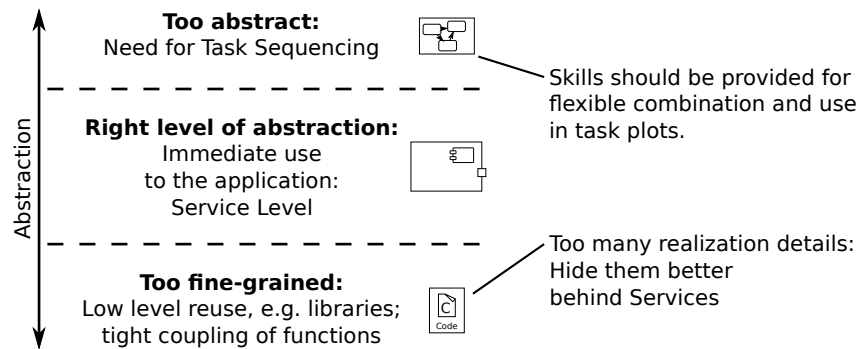 Too abstract:
Need for Task Sequencing
Skills should be provided for
flexible combination and use
in task plots.
Abstraction
Right level of abstraction:
Immediate use
to the application:
Service Level
Too many realization details:
Hide them better
behind Services
Too fine-grained:
Low level reuse, e.g. libraries;
tight coupling of functions
C
Code